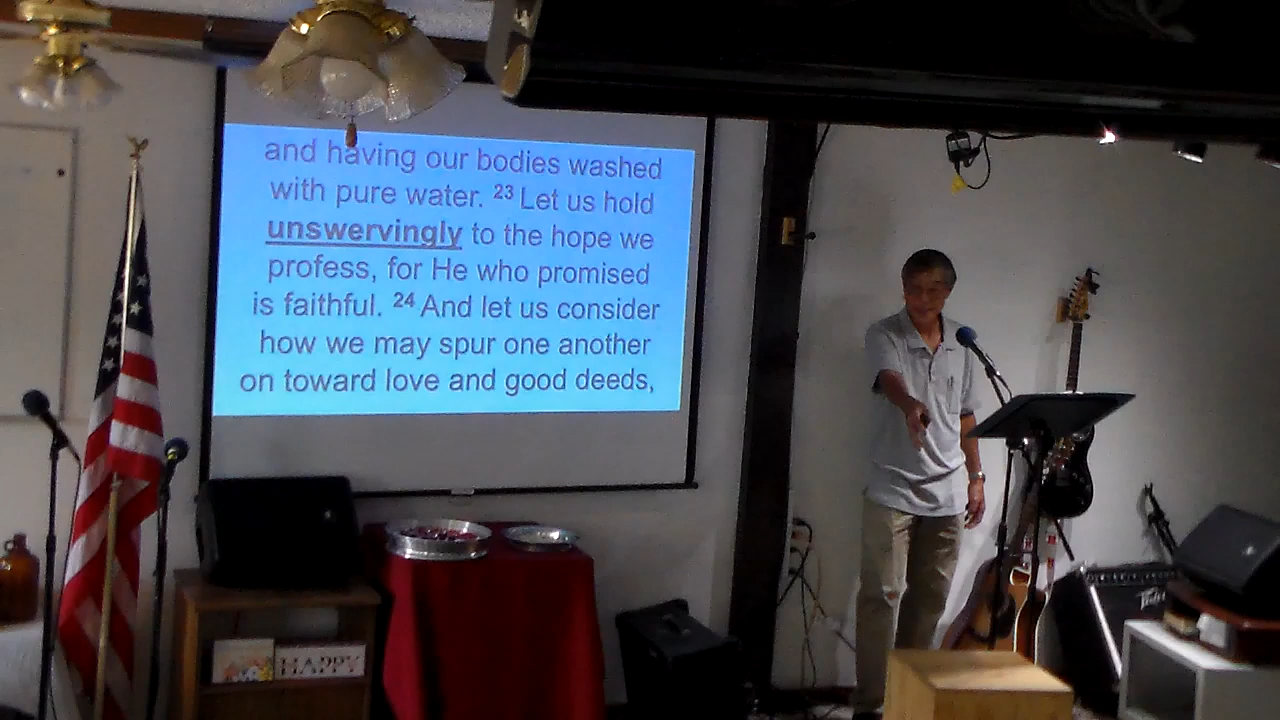 and having our bodies washed
with pure water. 23 Let us hold
unswervingly to the hope we
profess, for He who promised
is faithful. 24 And let us consider
how we may spur one another
on toward love and good deeds,
HAPPY